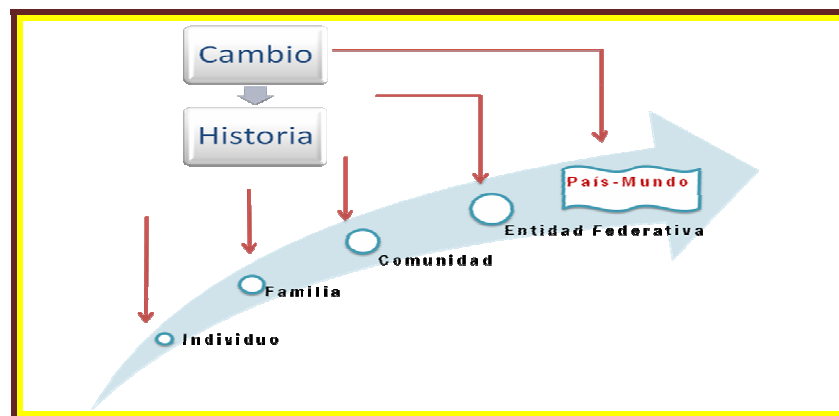 Cambio
Historia
País-Mundo
Entidad Federativa
Comunidad
Familia
Individuo